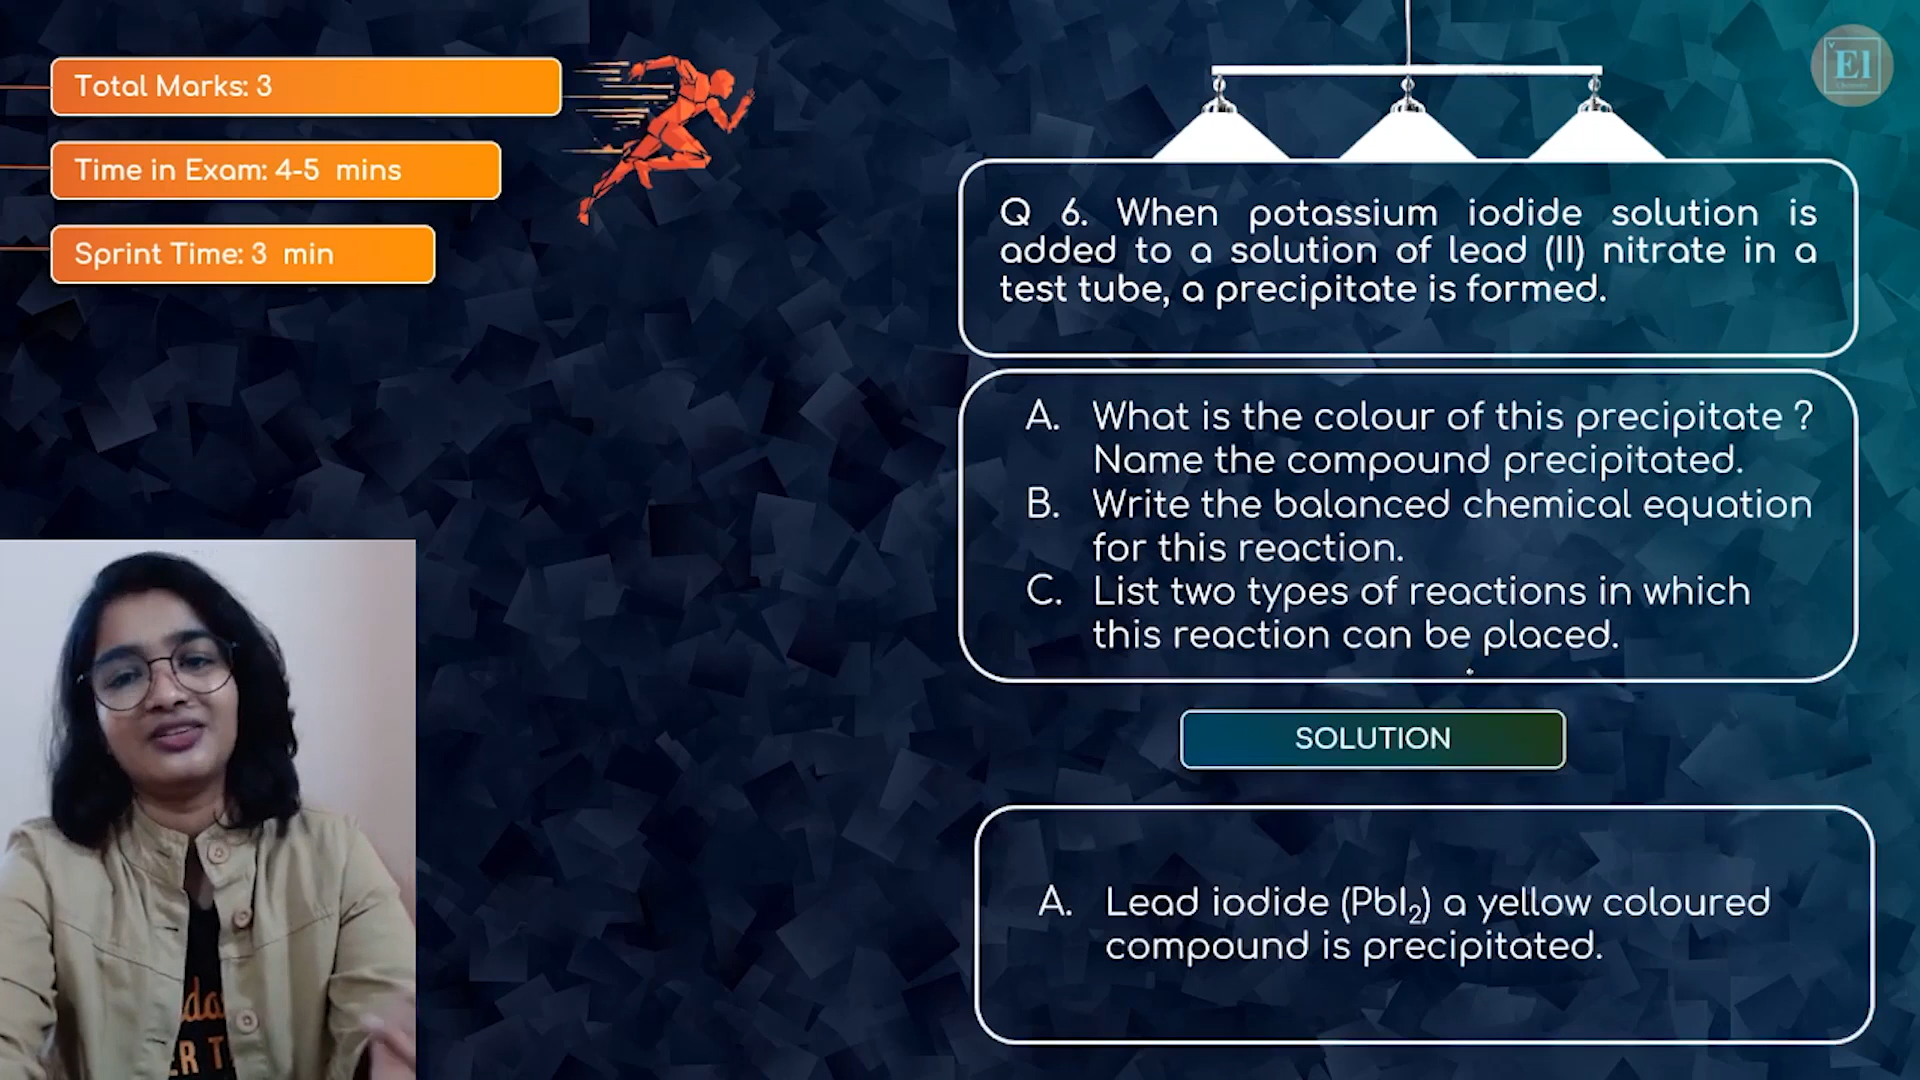 Total Marks: 3
Time in Exam: 4-5 mins
Sprint Time: 3 min
El
Q 6. When potassium iodide solution is
added to a solution of lead (II) nitrate in a
test tube, a precipitate is formed.
A. What is the colour of this precipitate ?
Name the compound precipitated.
B. Write the balanced chemical equation
for this reaction.
C. List two types of reactions in which
this reaction can be placed.
SOLUTION
A. Lead iodide (PbI₂) a yellow coloured
compound is precipitated.